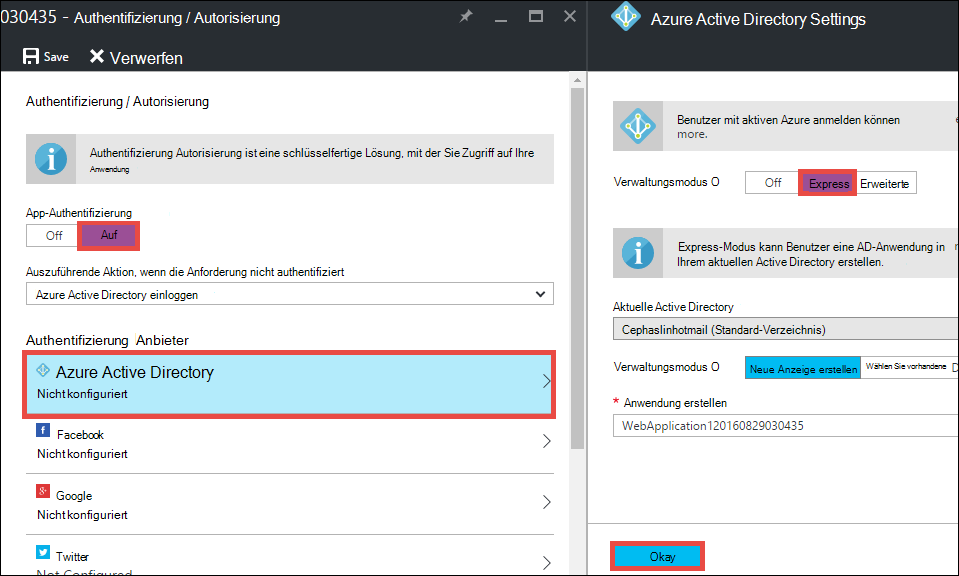 030435 - Authentifizierung / Autorisierung
Save Verwerfen
Authentifizierung / Autorisierung
Authentifizierung Autorisierung ist eine schlüsselfertige Lösung, mit der Sie Zugriff auf Ihre
Anwendung
App-Authentifizierung
Off Auf
Auszuführende Aktion, wenn die Anforderung nicht authentifiziert
Azure Active Directory einloggen
Authentifizierung Anbieter
Azure Active Directory
Nicht konfiguriert
f Facebook
Nicht konfiguriert
Google
Nicht konfiguriert
Twitter
Not Configured
Azure Active Directory Settings
Benutzer mit aktiven Azure anmelden können
more.
Verwaltungsmodus O Off Express Erweiterte
Express-Modus kann Benutzer eine AD-Anwendung in
Ihrem aktuellen Active Directory erstellen.
Aktuelle Active Directory
Cephaslinhotmail (Standard-Verzeichnis)
Verwaltungsmodus O Neue Anzeige erstellen Wählen Sie vorhandene D
* Anwendung erstellen
WebApplication120160829030435
Okay